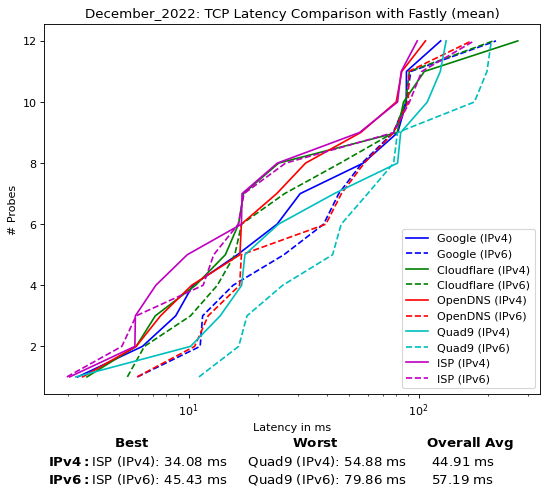 December_2022: TCP Latency Comparison with Fastly (mean)
12
10
8
6
4
2
# Probes
Google (IPv4)
Google (IPv6)
Cloudflare (IPv4)
Cloudflare (IPv6)
OpenDNS (IPv4)
OpenDNS (IPv6)
Quad9 (IPv4)
Quad9 (IPv6)
ISP (IPv4)
ISP (IPv6)
10¹ 10²
Latency in ms
Best Worst Overall Avg
IPv4: ISP (IPv4): 34.08 ms Quad9 (IPv4): 54.88 ms 44.91 ms
IPv6: ISP (IPv6): 45.43 ms Quad9 (IPv6): 79.86 ms 57.19 ms